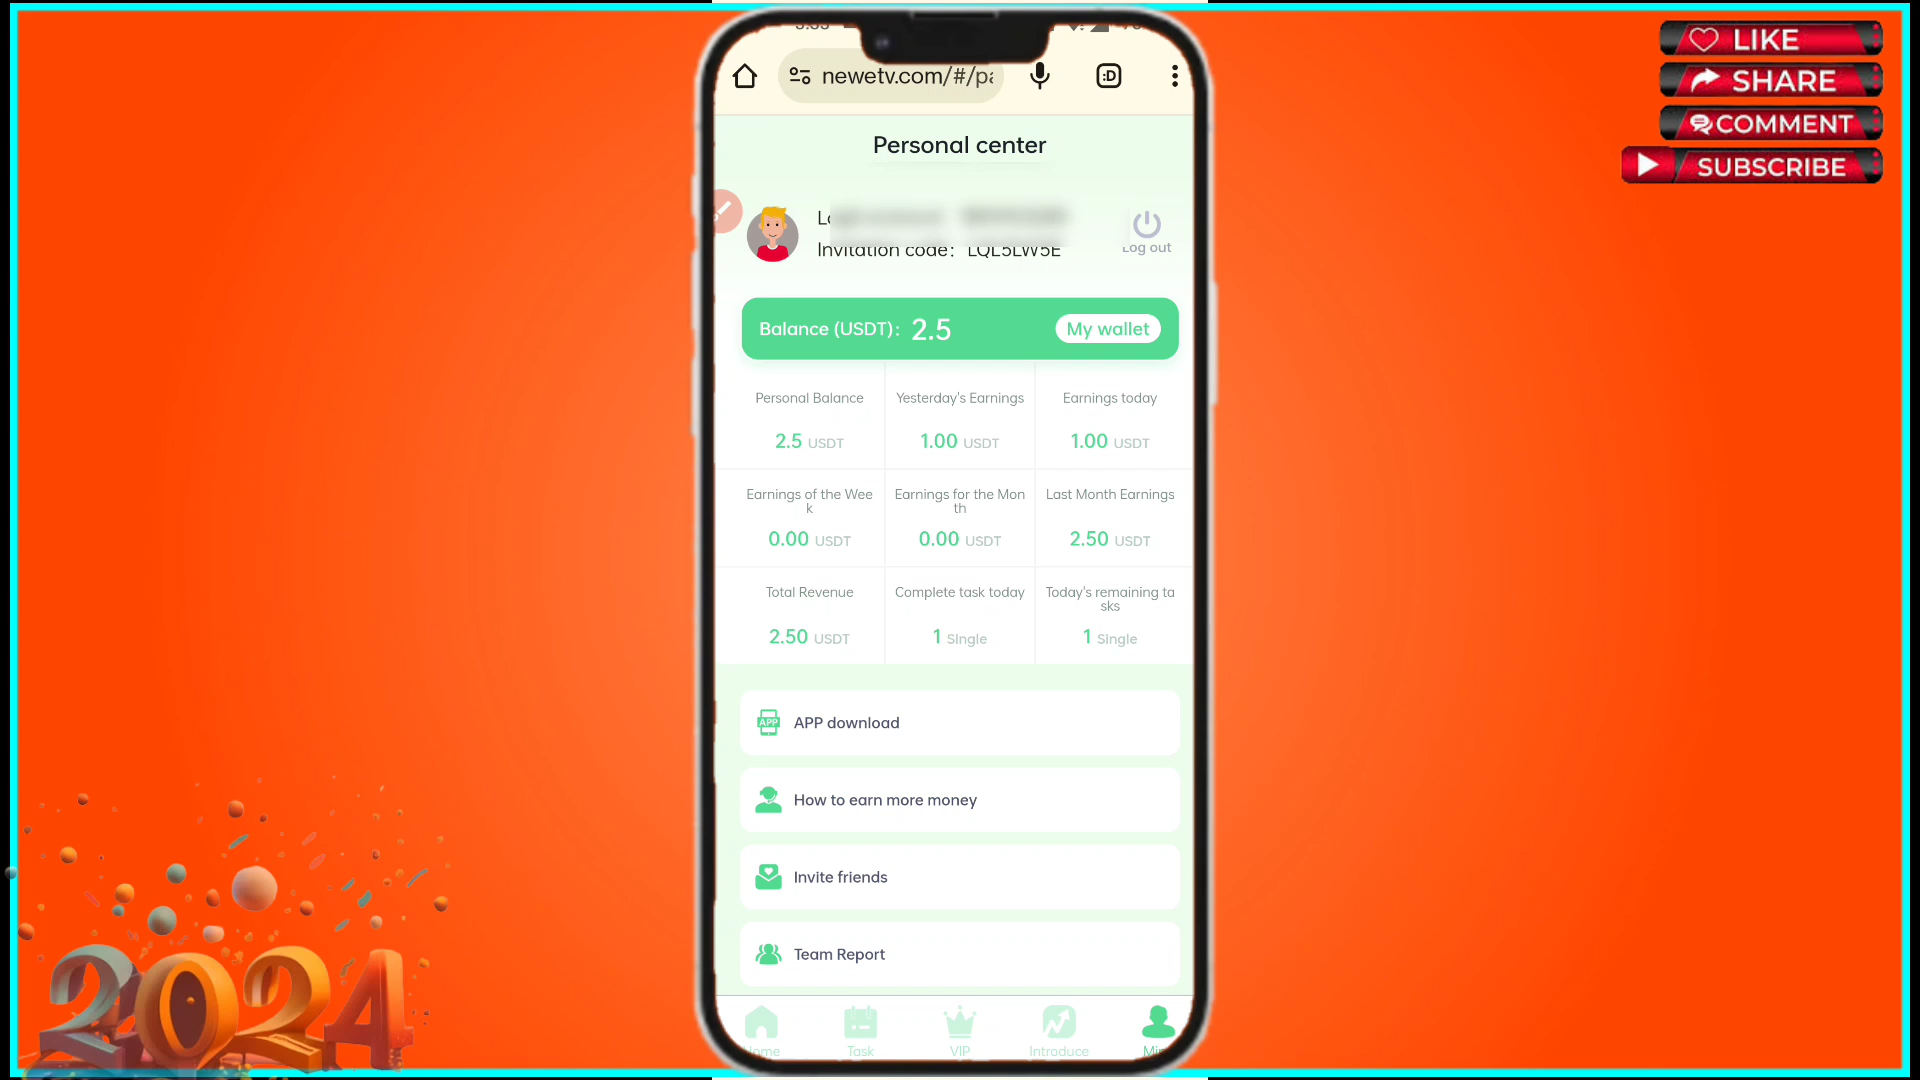 LIKE
SHARE
COMMENT
SUBSCRIBE
newetv.com/#/pa
:D
Personal center
Invitation code: LQL5LW5E
Log out
Balance (USDT): 2.5
My wallet
Personal Balance
2.5 USDT
Yesterday's Earnings
1.00 USDT
Earnings today
1.00 USDT
Earnings of the Wee
k
0.00 USDT
Earnings for the Mon
th
0.00 USDT
Last Month Earnings
2.50 USDT
Total Revenue
2.50 USDT
Complete task today
1 SIngle
Today's remaining ta
sks
1 SIngle
APP
APP download
How to earn more money
Invite friends
Team Report
Home
Task
VIP
Introduce
2024